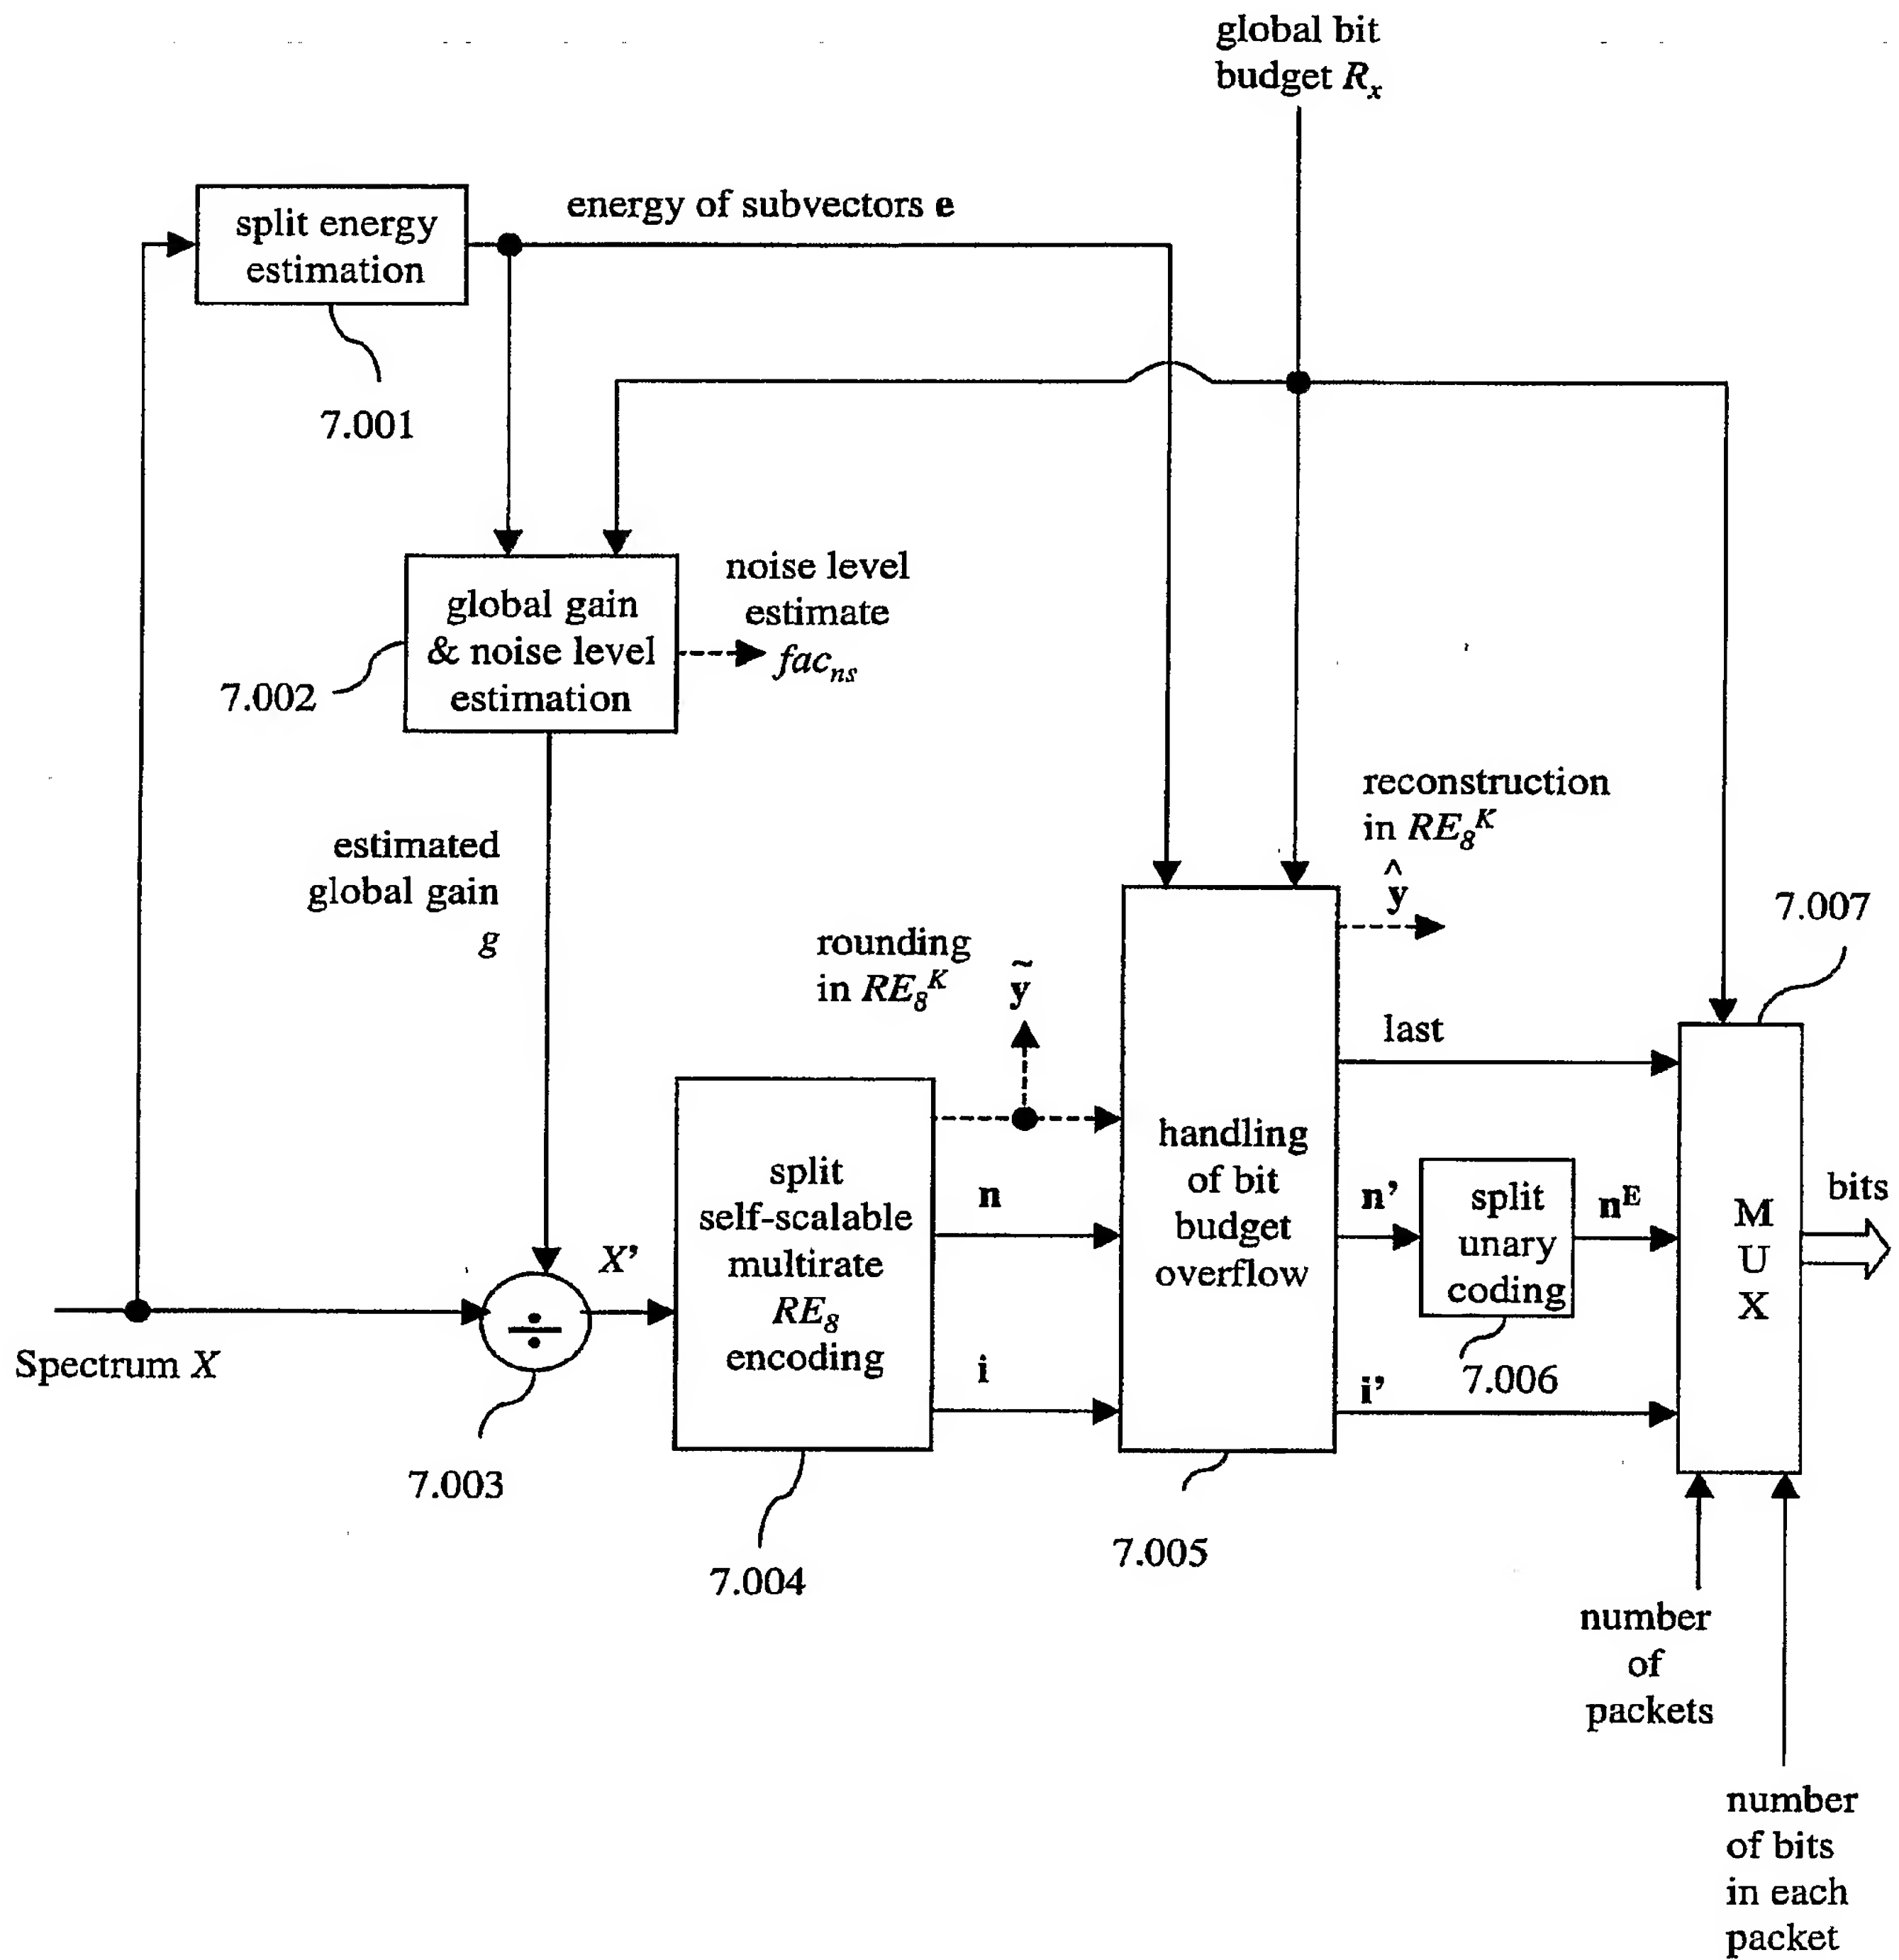 global bit
budget Rₓ
split energy
estimation
energy of subvectors e
7.001
global gain
& noise level
estimation
noise level
estimate
fac_ns
7.002
estimated
global gain
g
reconstruction
in RE₈ᴷ
ŷ
7.007
rounding
in RE₈ᴷ
ỹ
last
split
self-scalable
multirate
RE₈
encoding
handling
of bit
budget
overflow
n
n’
split
unary
coding
nᴱ
M
U
X
bits
X’
÷
Spectrum X
i
i’
7.006
7.003
7.004
7.005
number
of
packets
number
of bits
in each
packet